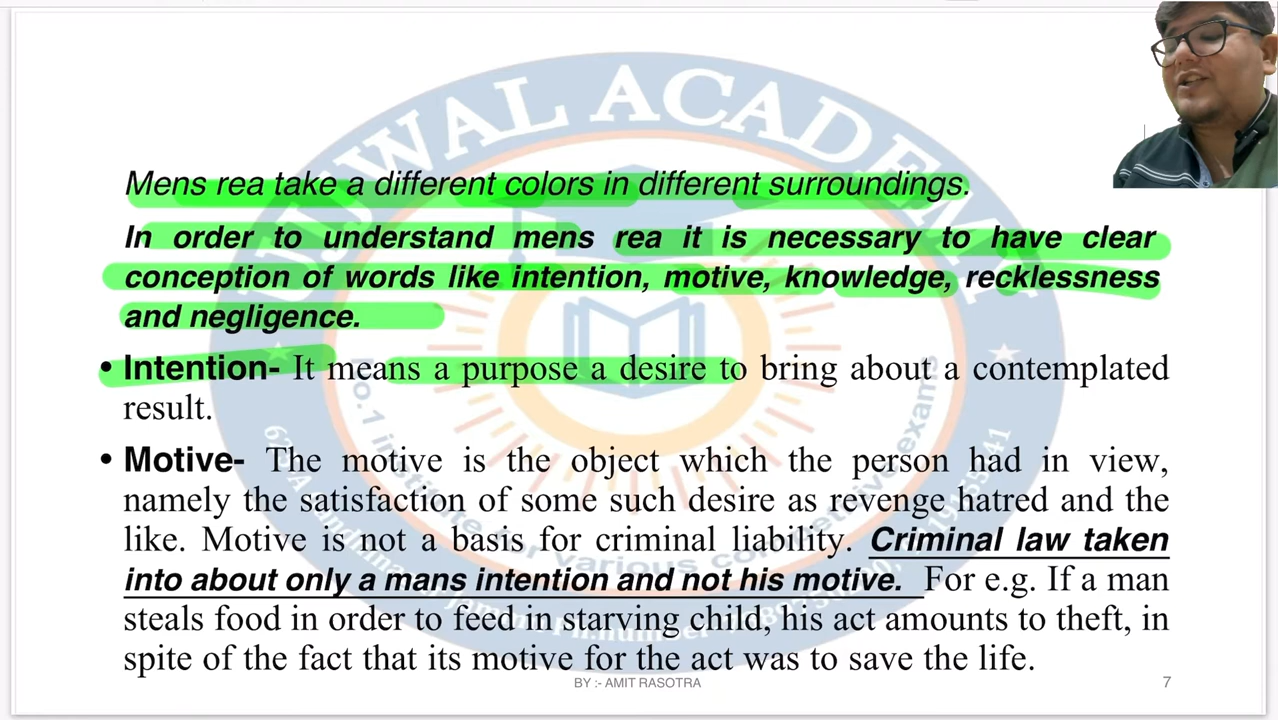 UJJWAL ACADEMY
Mens rea take a different colors in different surroundings.
In order to understand mens rea it is necessary to have clear
conception of words like intention, motive, knowledge, recklessness
and negligence.
• Intention- It means a purpose a desire to bring about a contemplated
result.
• Motive- The motive is the object which the person had in view,
namely the satisfaction of some such desire as revenge hatred and the
like. Motive is not a basis for criminal liability. Criminal law taken
into about only a mans intention and not his motive. For e.g. If a man
steals food in order to feed in starving child, his act amounts to theft, in
spite of the fact that its motive for the act was to save the life.
BY :- AMIT RASOTRA
7